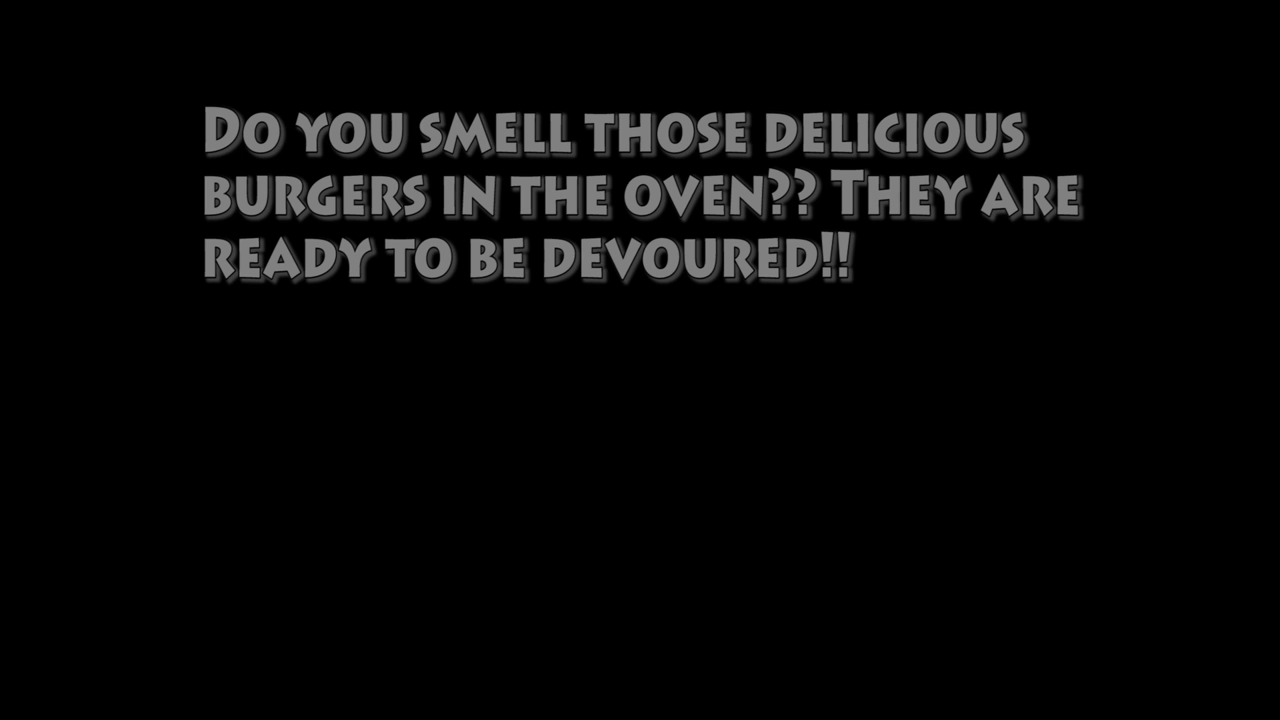 Do you smell those delicious
burgers in the oven?? They are
ready to be devoured!!